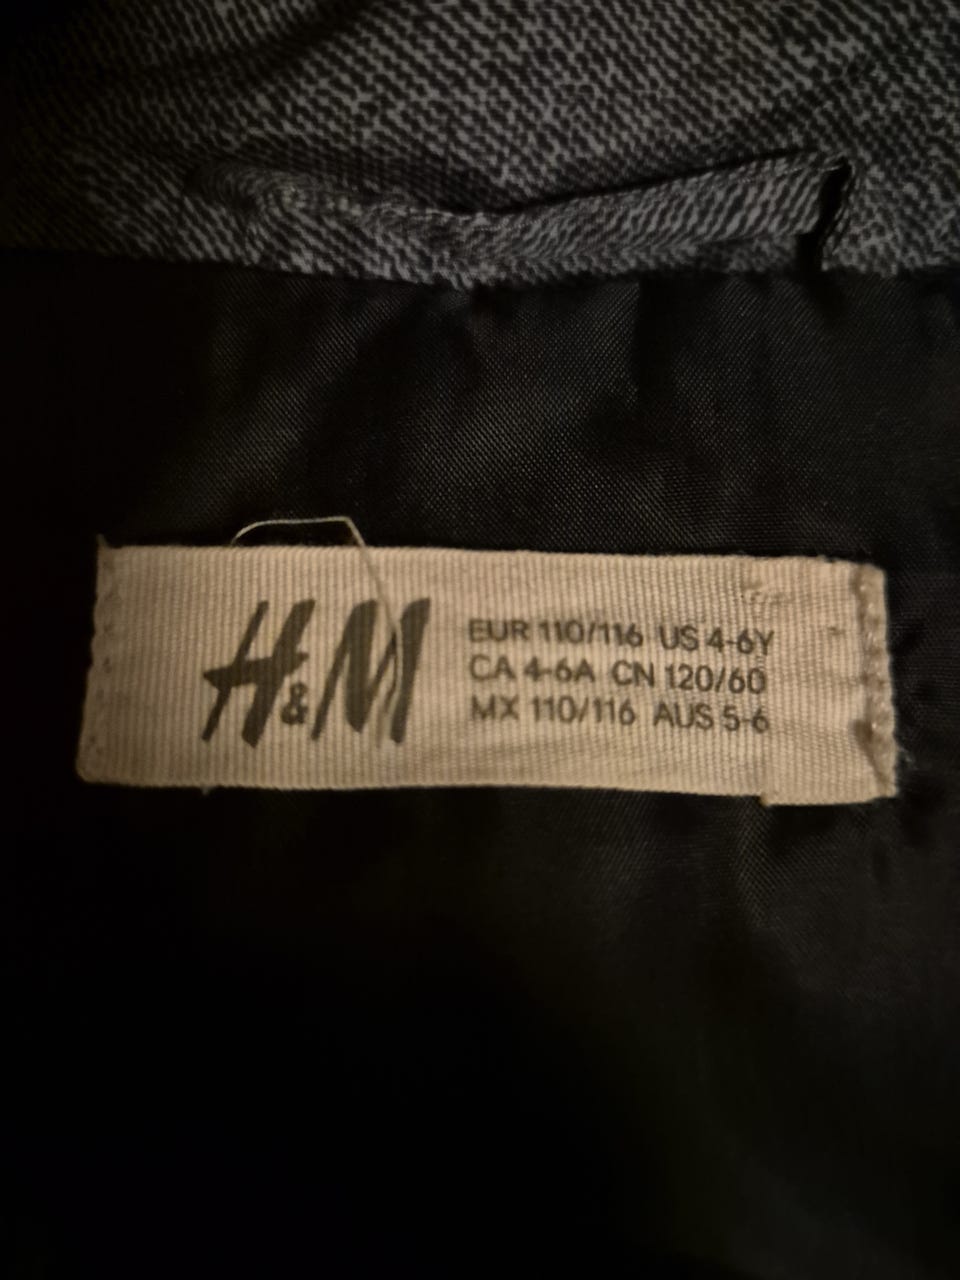 H&M
EUR 110/116 US 4-6Y
CA 4-6A CN 120/60
MX 110/116 AUS 5-6